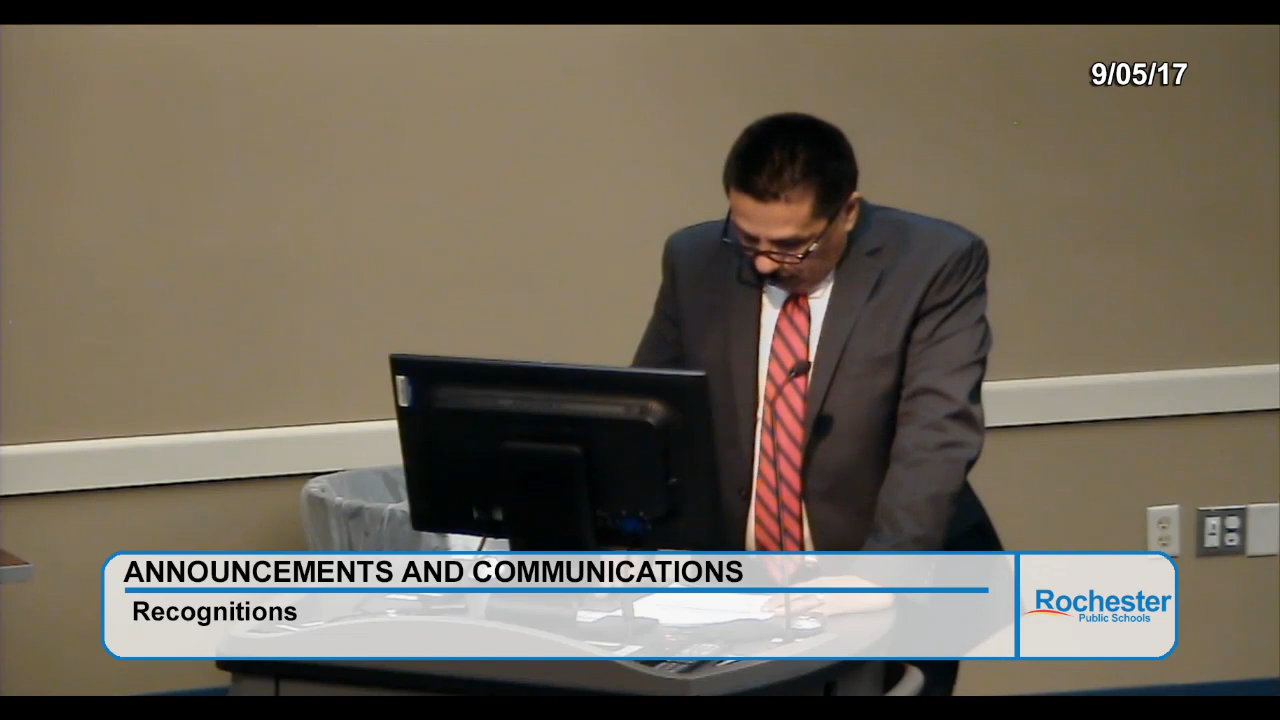 9/05/17
ANNOUNCEMENTS AND COMMUNICATIONS
Recognitions
Rochester
Public Schools